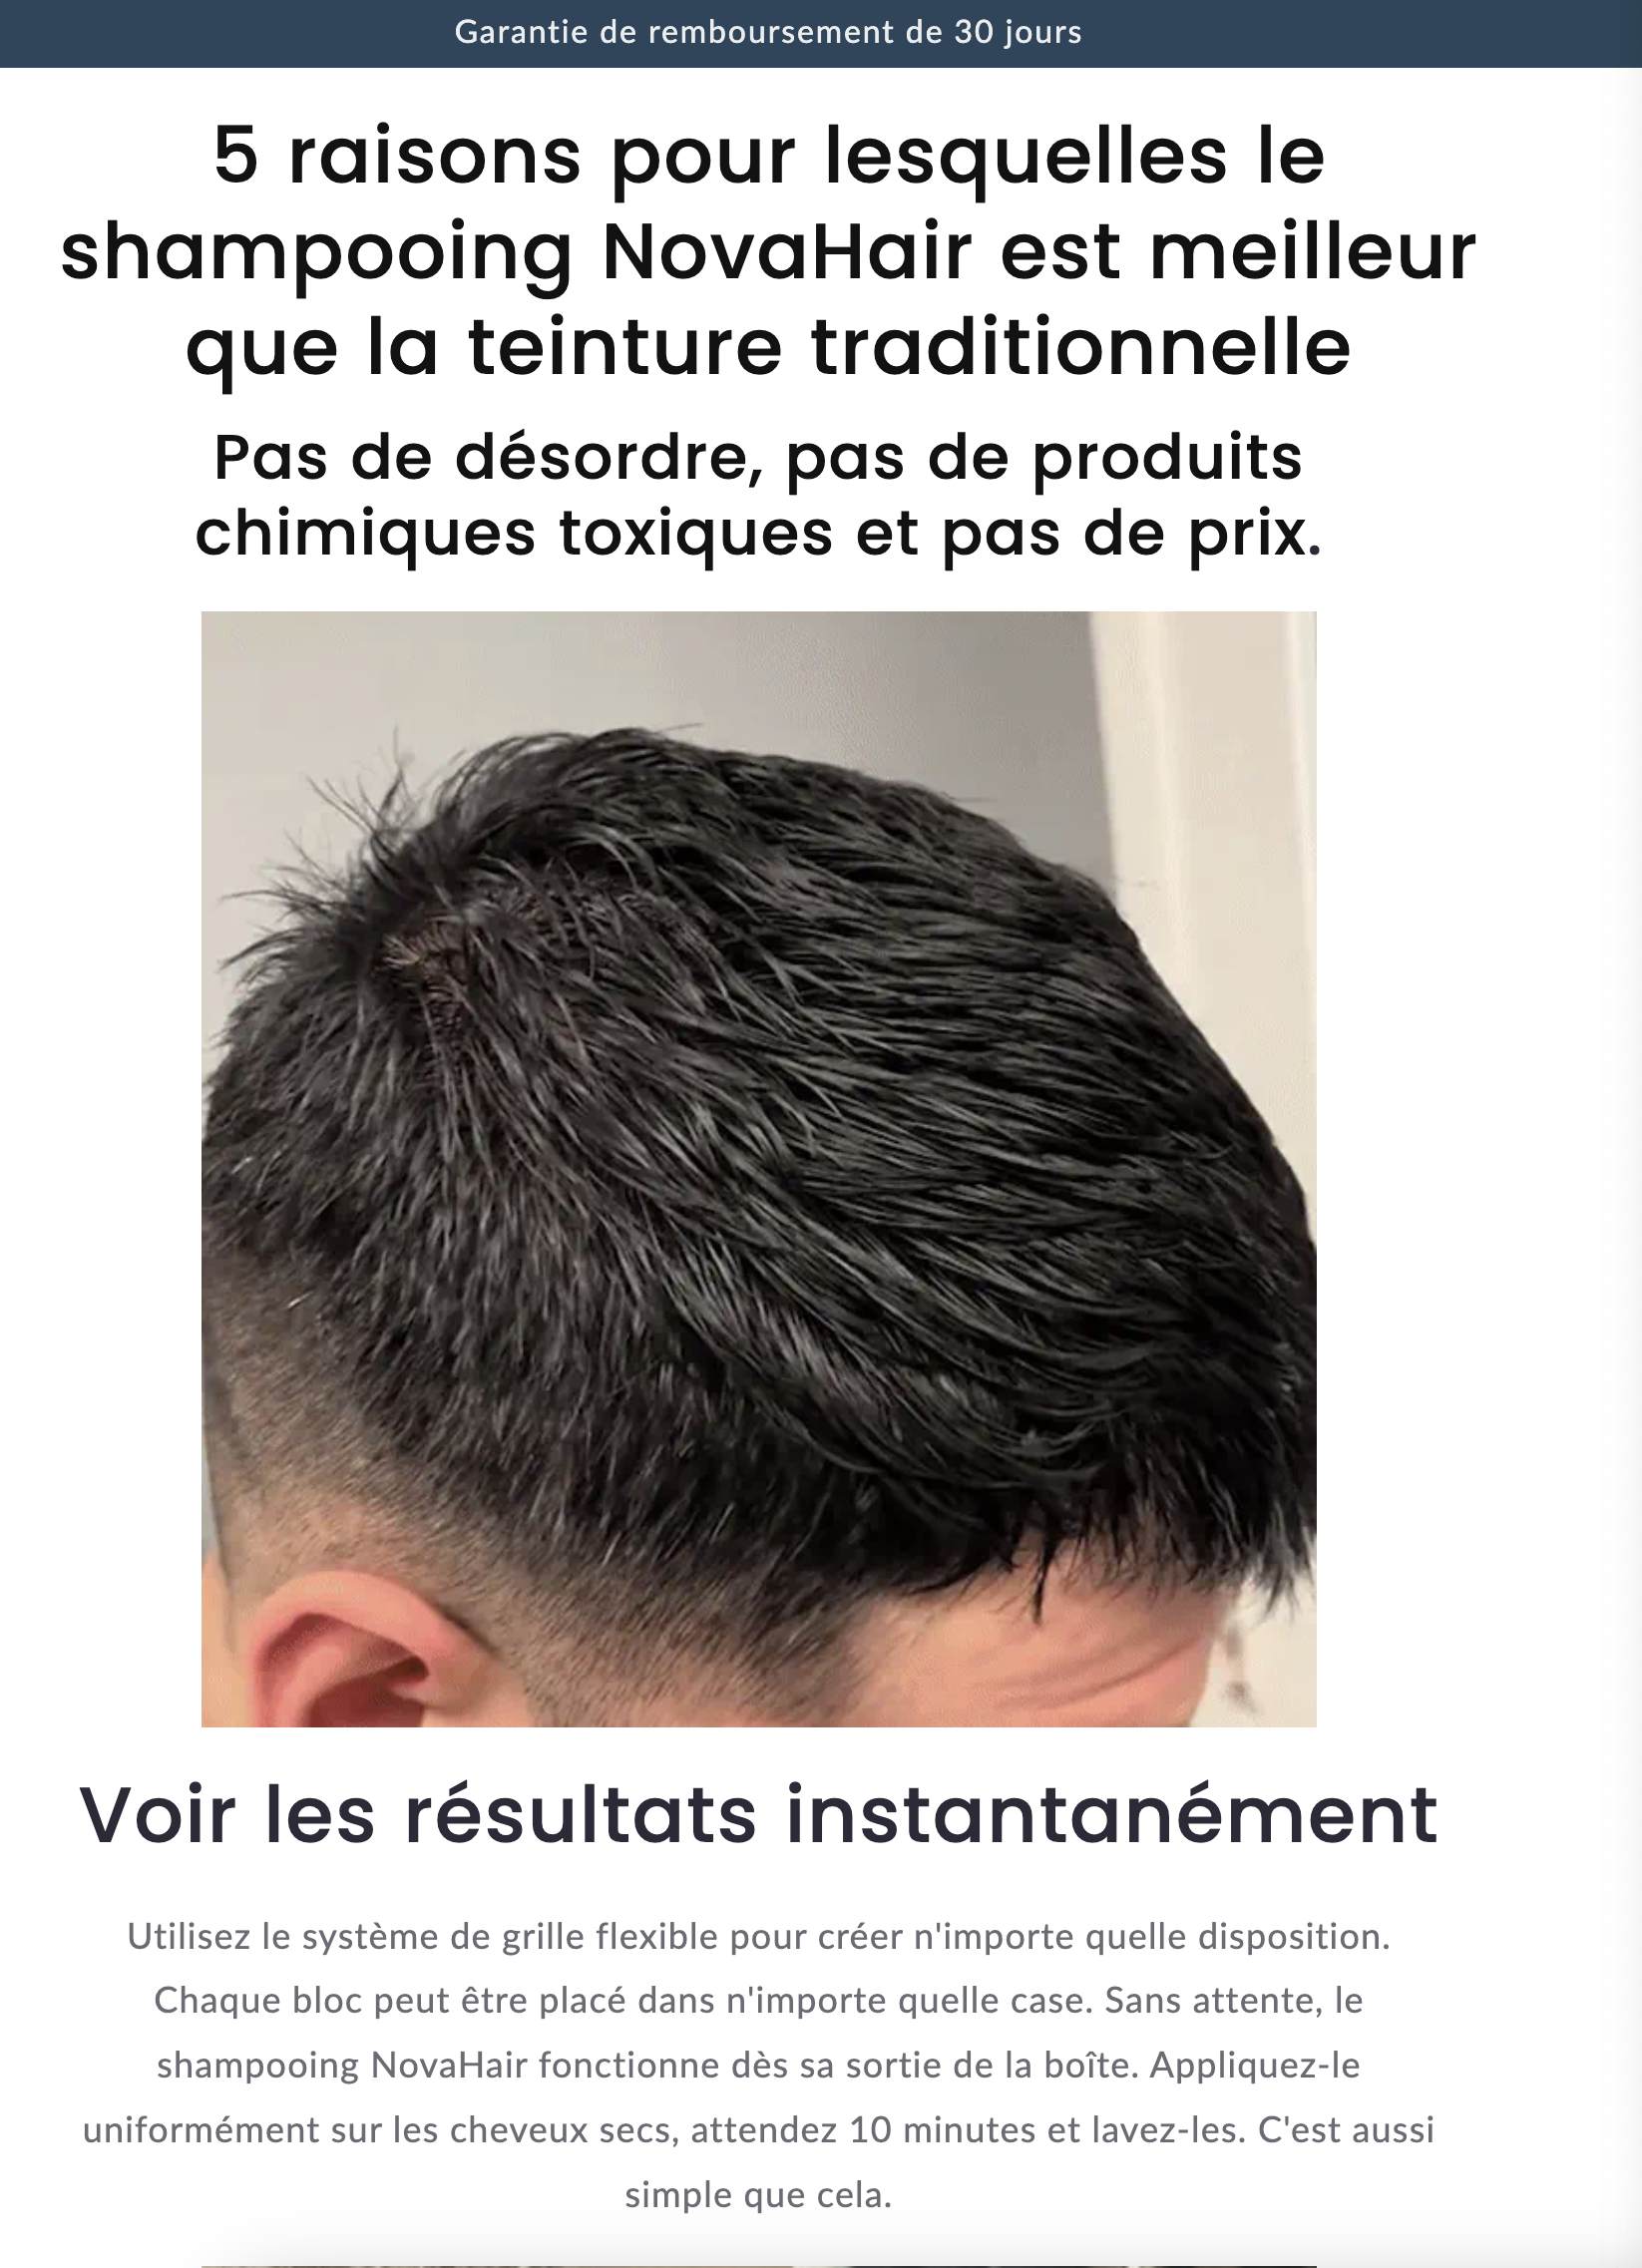 Garantie de remboursement de 30 jours
5 raisons pour lesquelles le
shampooing NovaHair est meilleur
que la teinture traditionnelle
Pas de désordre, pas de produits
chimiques toxiques et pas de prix.
Voir les résultats instantanément
Utilisez le système de grille flexible pour créer n'importe quelle disposition.
Chaque bloc peut être placé dans n'importe quelle case. Sans attente, le
shampooing NovaHair fonctionne dès sa sortie de la boîte. Appliquez-le
uniformément sur les cheveux secs, attendez 10 minutes et lavez-les. C'est aussi
simple que cela.